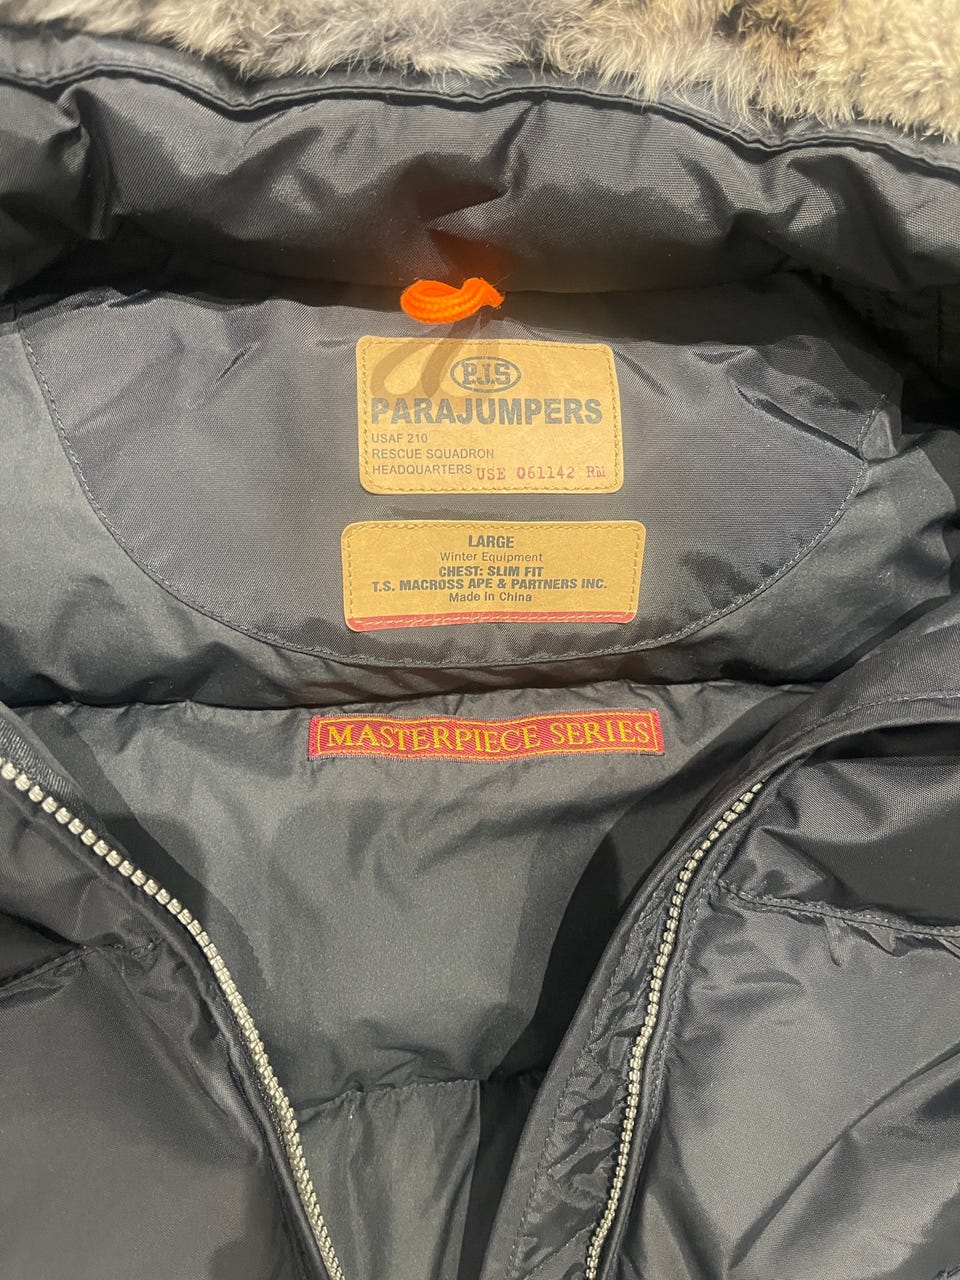 P.J.S
PARAJUMPERS
USAF 210
RESCUE SQUADRON
HEADQUARTERS USE 061142 RM
LARGE
Winter Equipment
CHEST: SLIM FIT
T.S. MACROSS APE & PARTNERS INC.
Made in China
MASTERPIECE SERIES